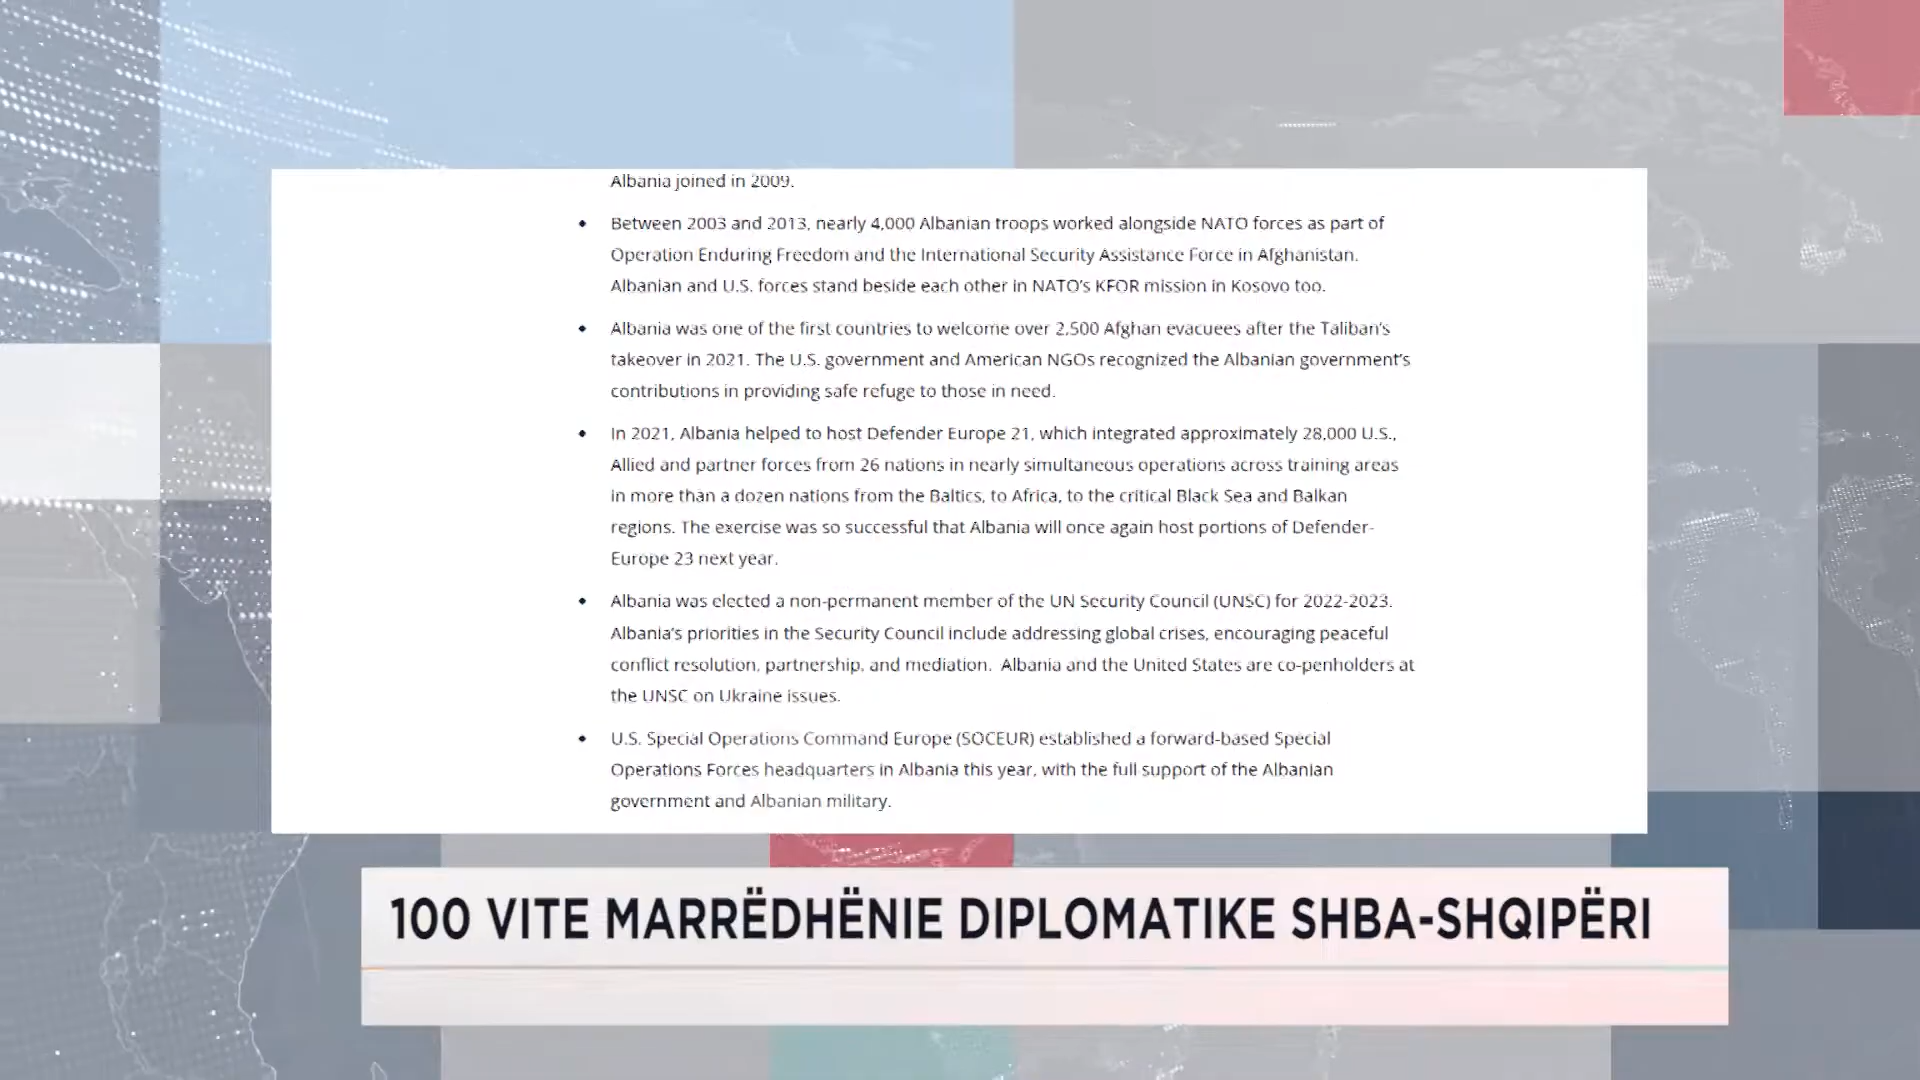 Albania joined in 2009.
• Between 2003 and 2013, nearly 4,000 Albanian troops worked alongside NATO forces as part of
Operation Enduring Freedom and the International Security Assistance Force in Afghanistan.
Albanian and U.S. forces stand beside each other in NATO's KFOR mission in Kosovo too.
• Albania was one of the first countries to welcome over 2,500 Afghan evacuees after the Taliban's
takeover in 2021. The U.S. government and American NGOs recognized the Albanian government's
contributions in providing safe refuge to those in need.
• In 2021, Albania helped to host Defender Europe 21, which integrated approximately 28,000 U.S.,
Allied and partner forces from 26 nations in nearly simultaneous operations across training areas
in more than a dozen nations from the Baltics, to Africa, to the critical Black Sea and Balkan
regions. The exercise was so successful that Albania will once again host portions of Defender-
Europe 23 next year.
• Albania was elected a non-permanent member of the UN Security Council (UNSC) for 2022-2023.
Albania's priorities in the Security Council include addressing global crises, encouraging peaceful
conflict resolution, partnership, and mediation.  Albania and the United States are co-penholders at
the UNSC on Ukraine issues.
• U.S. Special Operations Command Europe (SOCEUR) established a forward-based Special
Operations Forces headquarters in Albania this year, with the full support of the Albanian
government and Albanian military.
100 VITE MARRËDHËNIE DIPLOMATIKE SHBA-SHQIPËRI